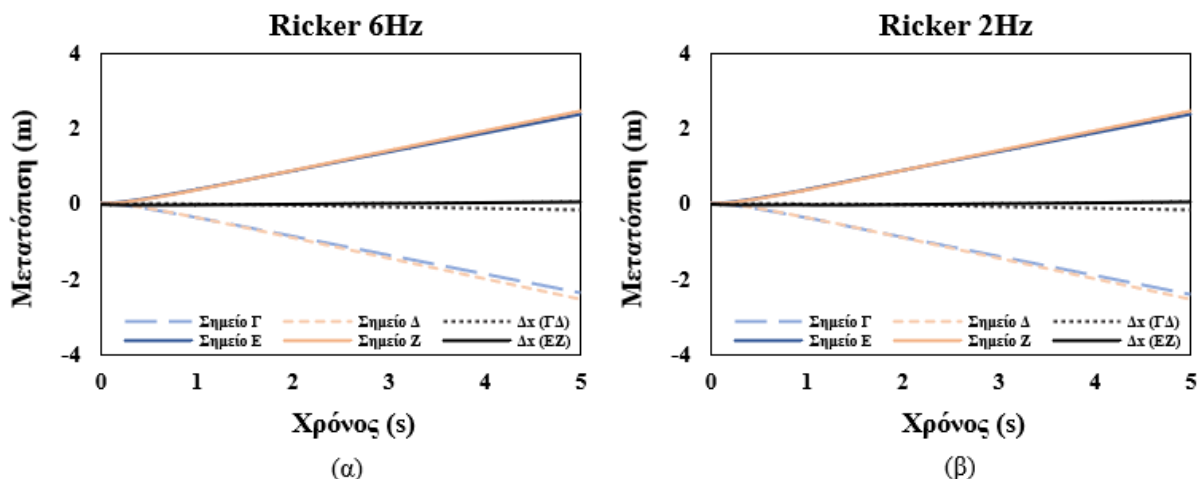 Ricker 6Hz
4
2
0
-2
-4
Μετατόπιση (m)
Σημείο Γ Σημείο Δ Δx (ΓΔ)
Σημείο Ε Σημείο Ζ Δx (ΕΖ)
0 1 2 3 4 5
Χρόνος (s)
(α)
Ricker 2Hz
4
2
0
-2
-4
Μετατόπιση (m)
Σημείο Γ Σημείο Δ Δx (ΓΔ)
Σημείο Ε Σημείο Ζ Δx (ΕΖ)
0 1 2 3 4 5
Χρόνος (s)
(β)